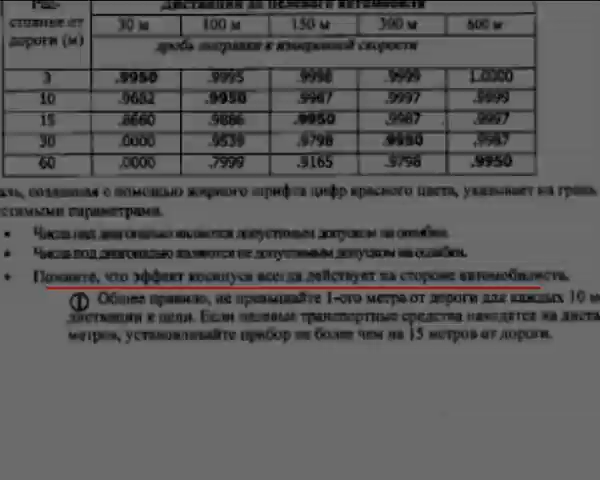 Рас-
стояние от
дороги (м)
Дистанция до целевого автомобиля
30 м 100 м 150 м 300 м 600 м
дробь поправки к измеренной скорости
3 .9950 .9995 .9998 .9999 1.0000
10 .9682 .9950 .9987 .9997 .9999
15 .8660 .9886 .9950 .9987 .9997
30 .0000 .9539 .9798 .9950 .9987
60 .0000 .7999 .9165 .9798 .9950
аль, созданная с помощью жирного шрифта цифр красного цвета, указывает на грань
ссимыми параметрами.
• Числа над диагональю являются допустимым допуском на ошибки.
• Числа под диагональю являются не допустимым допуском на ошибки.
• Помните, что эффект косинуса всегда действует на стороне автомобилиста.
Общее правило, не превышайте 1-ого метра от дороги для каждых 10 м
дистанции к цели. Если целевые транспортные средства находятся на диста
метров, устанавливайте прибор не более чем на 15 метров от дороги.